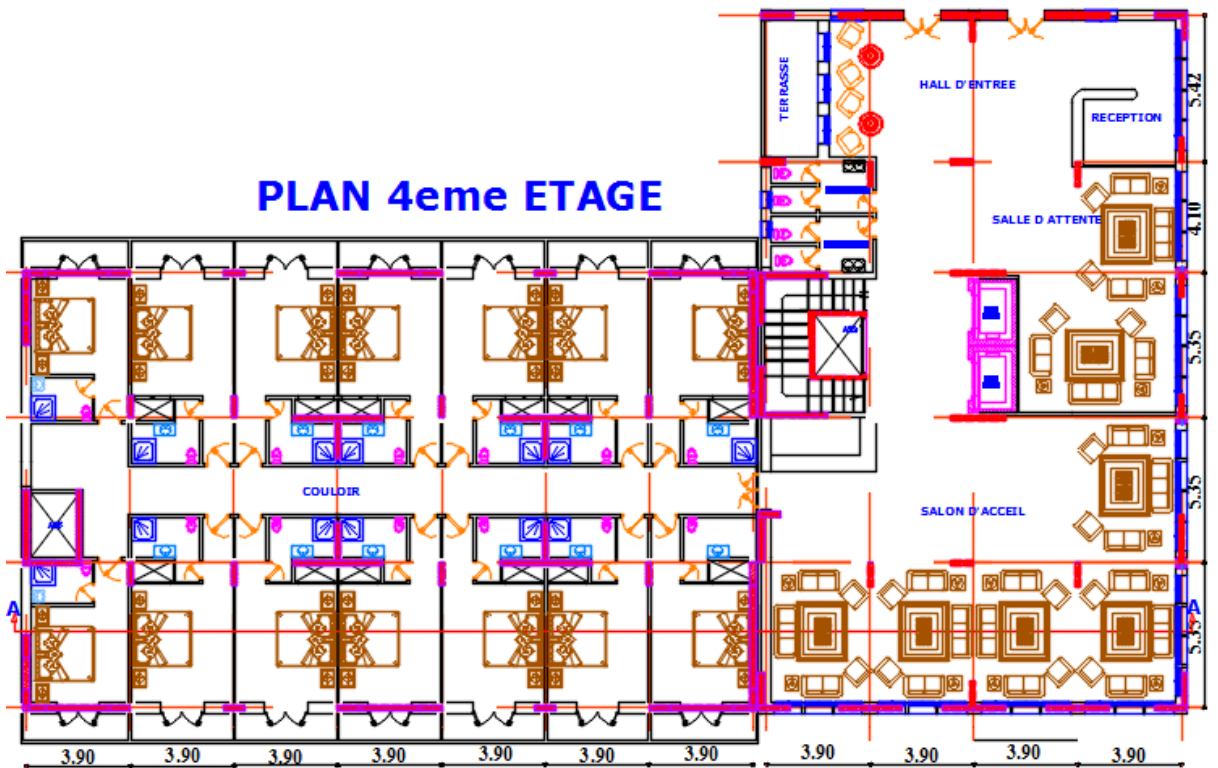 TERRASSE
HALL D'ENTREE
5.42
RECEPTION
PLAN 4eme ETAGE
SALLE D ATTENTE
4.10
5.35
COULOIR
5.35
SALON D'ACCEIL
A
A
5.35
3.90
3.90
3.90
3.90
3.90
3.90
3.90
3.90
3.90
3.90
3.90